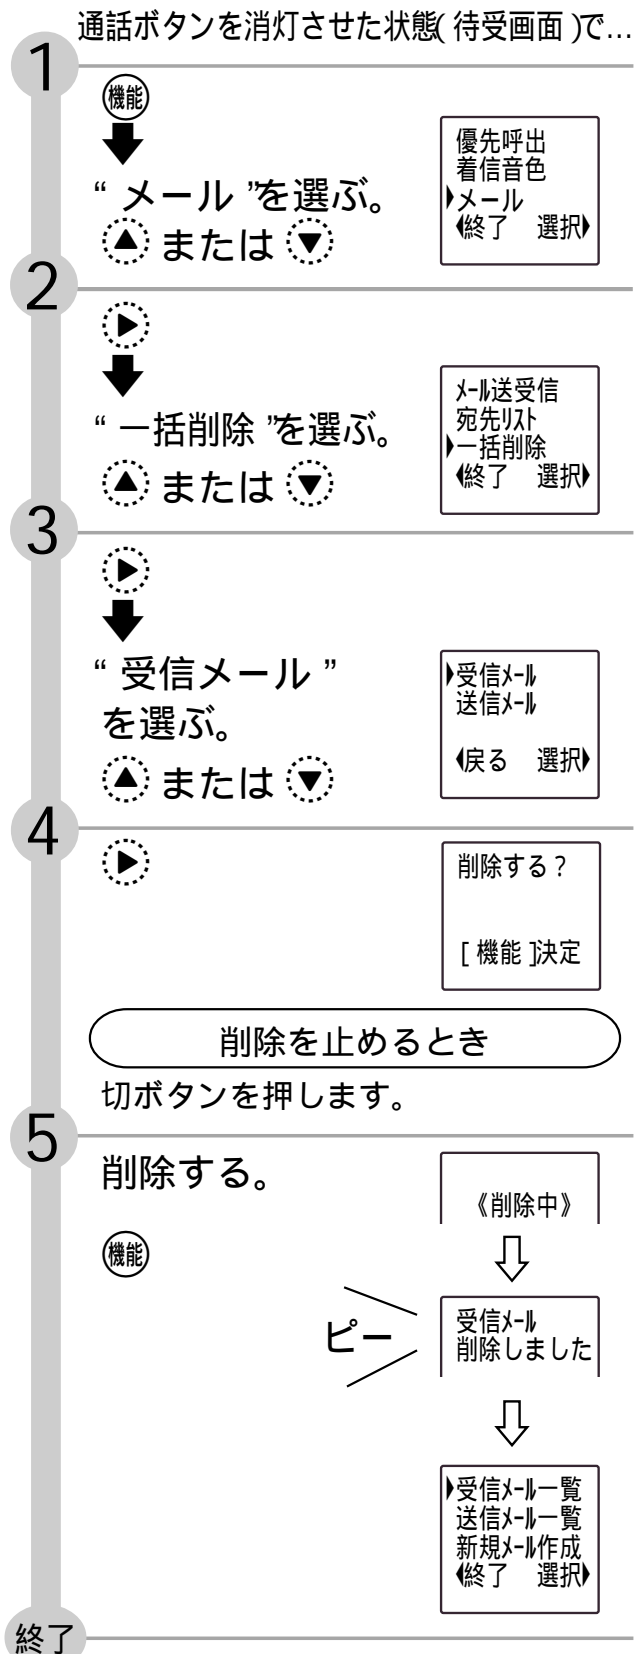 通話ボタンを消灯させた状態(待受画面)で…
1
機能
“メール”を選ぶ。
▲ または ▼
優先呼出
着信音色
▶メール
◀終了 選択▶
2
▶
“一括削除”を選ぶ。
▲ または ▼
メール送受信
宛先リスト
▶一括削除
◀終了 選択▶
3
▶
“受信メール”
を選ぶ。
▲ または ▼
▶受信メール
送信メール
◀戻る 選択▶
4
▶
削除する?
[機能]決定
削除を止めるとき
切ボタンを押します。
5
削除する。
機能
《削除中》
ピー
受信メール
削除しました
▶受信メール一覧
送信メール一覧
新規メール作成
◀終了 選択▶
終了